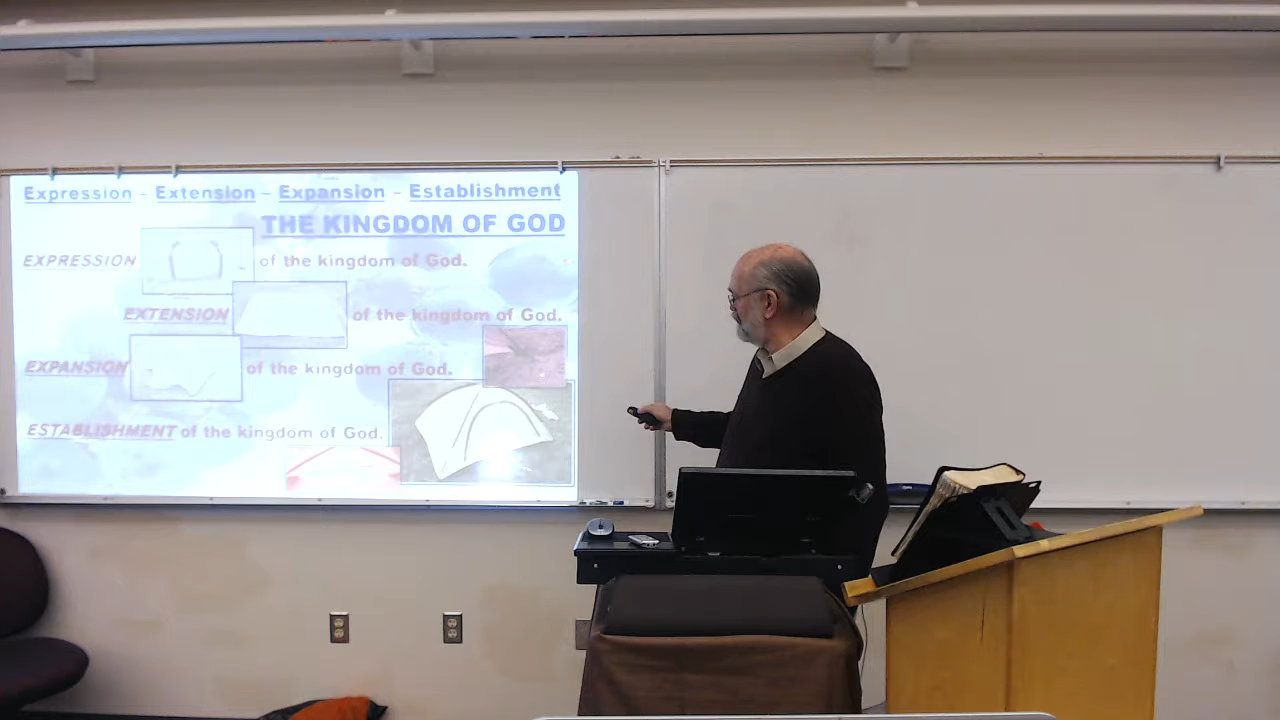 Expression - Extension - Expansion - Establishment
THE KINGDOM OF GOD
EXPRESSION of the kingdom of God.
EXTENSION of the kingdom of God.
EXPANSION of the kingdom of God.
ESTABLISHMENT of the kingdom of God.